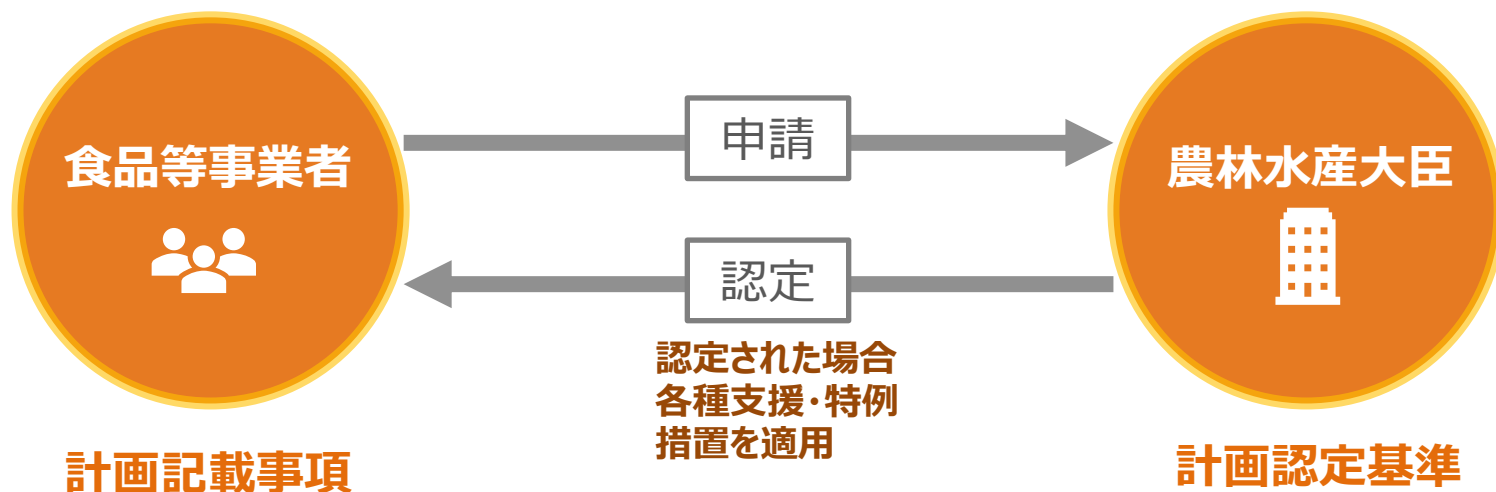 食品等事業者
申請
農林水産大臣
認定
認定された場合
各種支援・特例
措置を適用
計画記載事項
計画認定基準